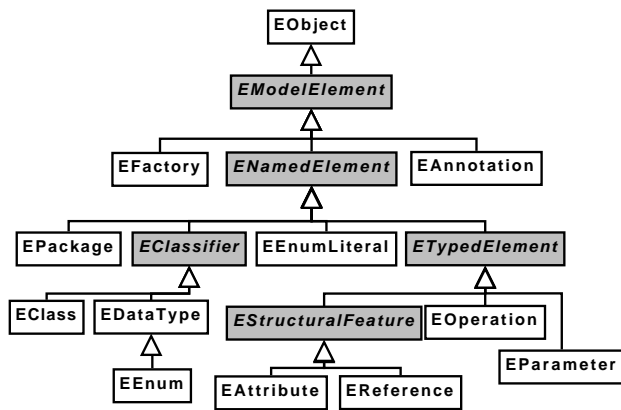 EObject
EModelElement
EFactory
ENamedElement
EAnnotation
EPackage
EClassifier
EEnumLiteral
ETypedElement
EClass
EDataType
EStructuralFeature
EOperation
EEnum
EAttribute
EReference
EParameter